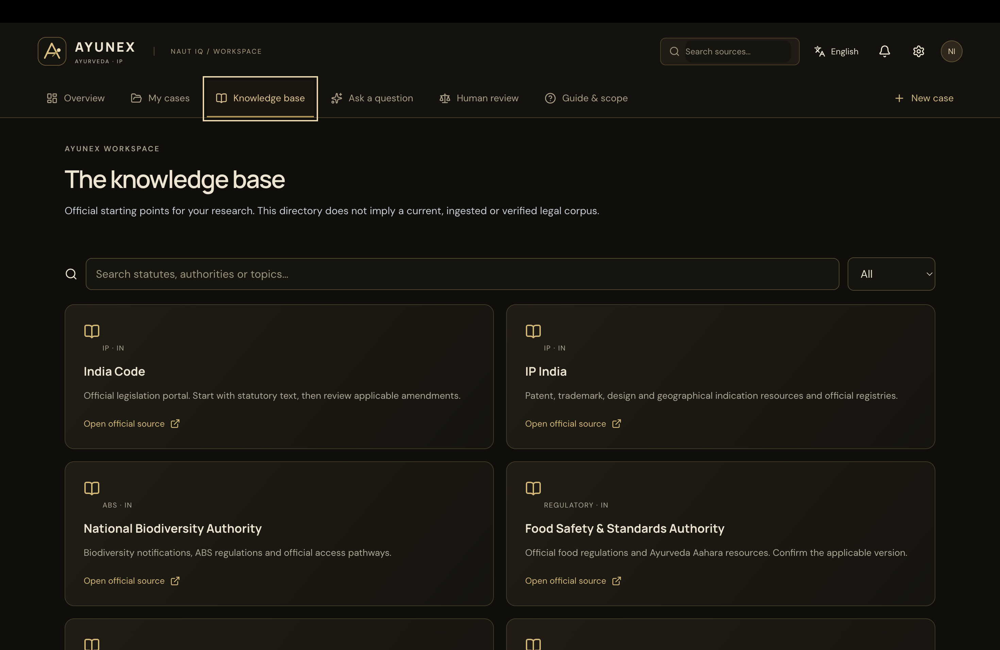 AYUNEX
AYURVEDA · IP
NAUT IQ / WORKSPACE
Search sources...
English
NI
Overview
My cases
Knowledge base
Ask a question
Human review
Guide & scope
New case
AYUNEX WORKSPACE
The knowledge base
Official starting points for your research. This directory does not imply a current, ingested or verified legal corpus.
Search statutes, authorities or topics...
All
IP · IN
India Code
Official legislation portal. Start with statutory text, then review applicable amendments.
Open official source
IP · IN
IP India
Patent, trademark, design and geographical indication resources and official registries.
Open official source
ABS · IN
National Biodiversity Authority
Biodiversity notifications, ABS regulations and official access pathways.
Open official source
REGULATORY · IN
Food Safety & Standards Authority
Official food regulations and Ayurveda Aahara resources. Confirm the applicable version.
Open official source